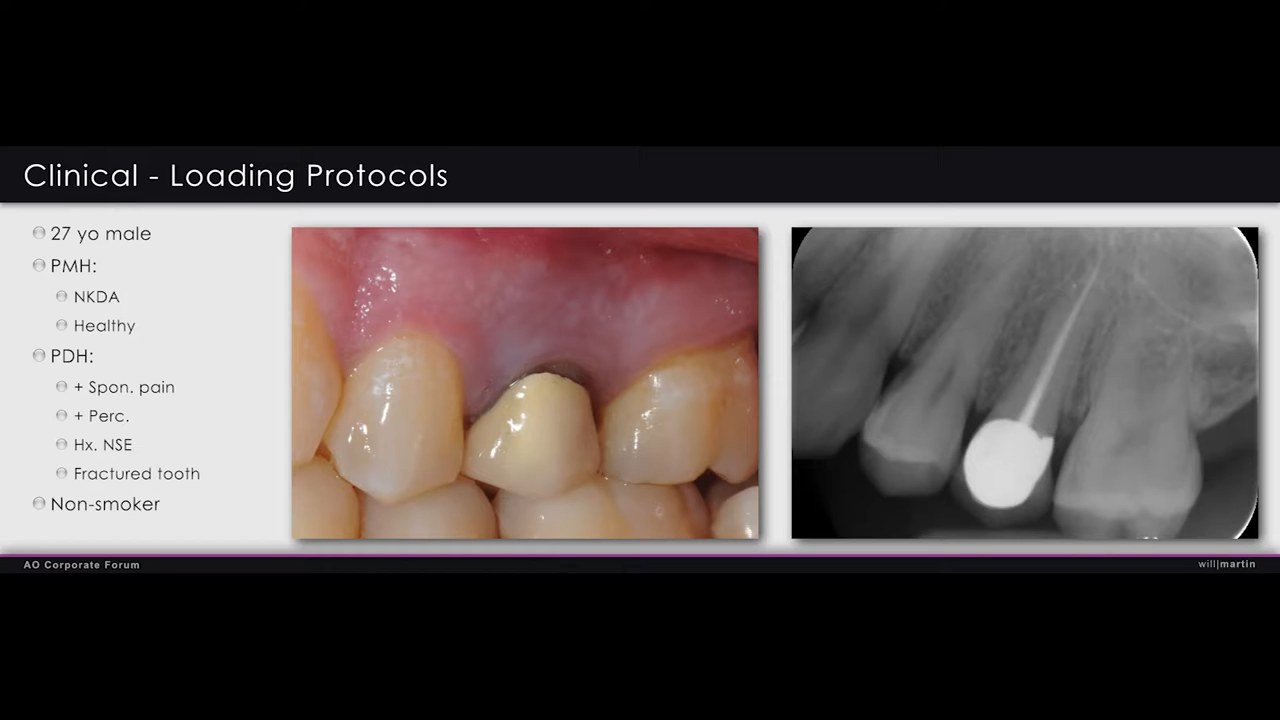 Clinical - Loading Protocols
27 yo male
PMH:
NKDA
Healthy
PDH:
+ Spon. pain
+ Perc.
Hx. NSE
Fractured tooth
Non-smoker
AO Corporate Forum
will|martin